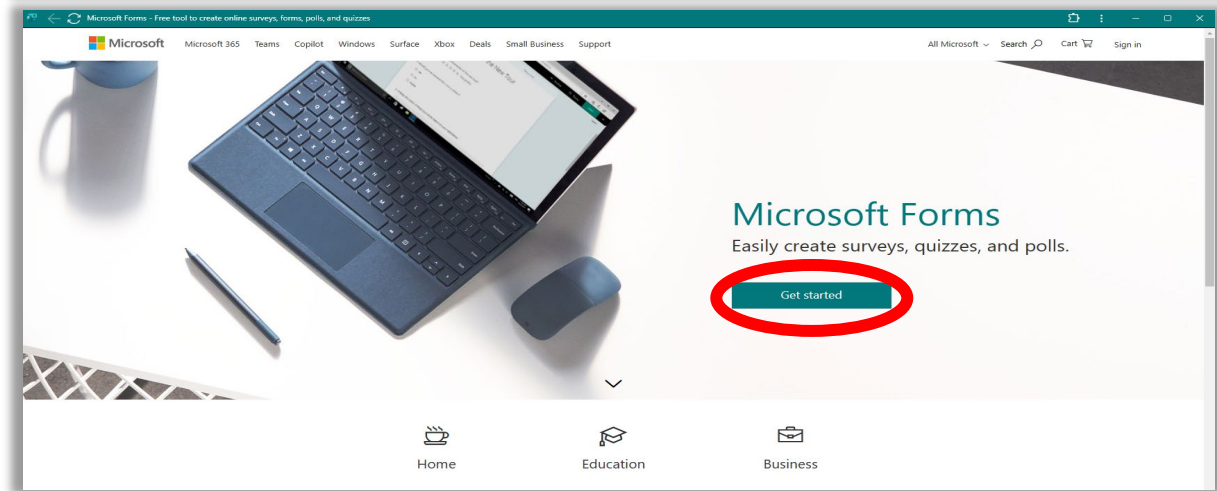 Microsoft Forms - Free tool to create online surveys, forms, polls, and quizzes
Microsoft Microsoft 365 Teams Copilot Windows Surface Xbox Deals Small Business Support All Microsoft Search Cart Sign in
Microsoft Forms
Easily create surveys, quizzes, and polls.
Get started
Home Education Business